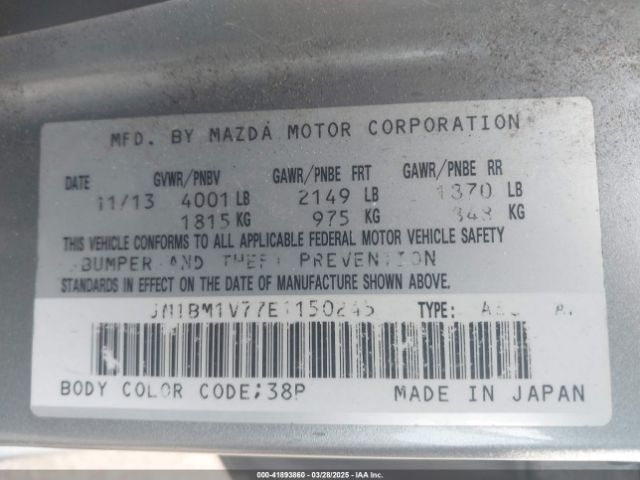 MFD. BY MAZDA MOTOR CORPORATION
DATE GVWR/PNBV GAWR/PNBE FRT GAWR/PNBE RR
11/13 4001 LB 2149 LB 1870 LB
1815 KG 975 KG 848 KG
THIS VEHICLE CONFORMS TO ALL APPLICABLE FEDERAL MOTOR VEHICLE SAFETY
BUMPER AND THEFT PREVENTION
STANDARDS IN EFFECT ON THE DATE OF MANUFACTURE SHOWN ABOVE.
JM1BM1V77E1150245 TYPE:
BODY COLOR CODE;38P MADE IN JAPAN
000-41893860 | 03/28/2025 | IAA Inc.